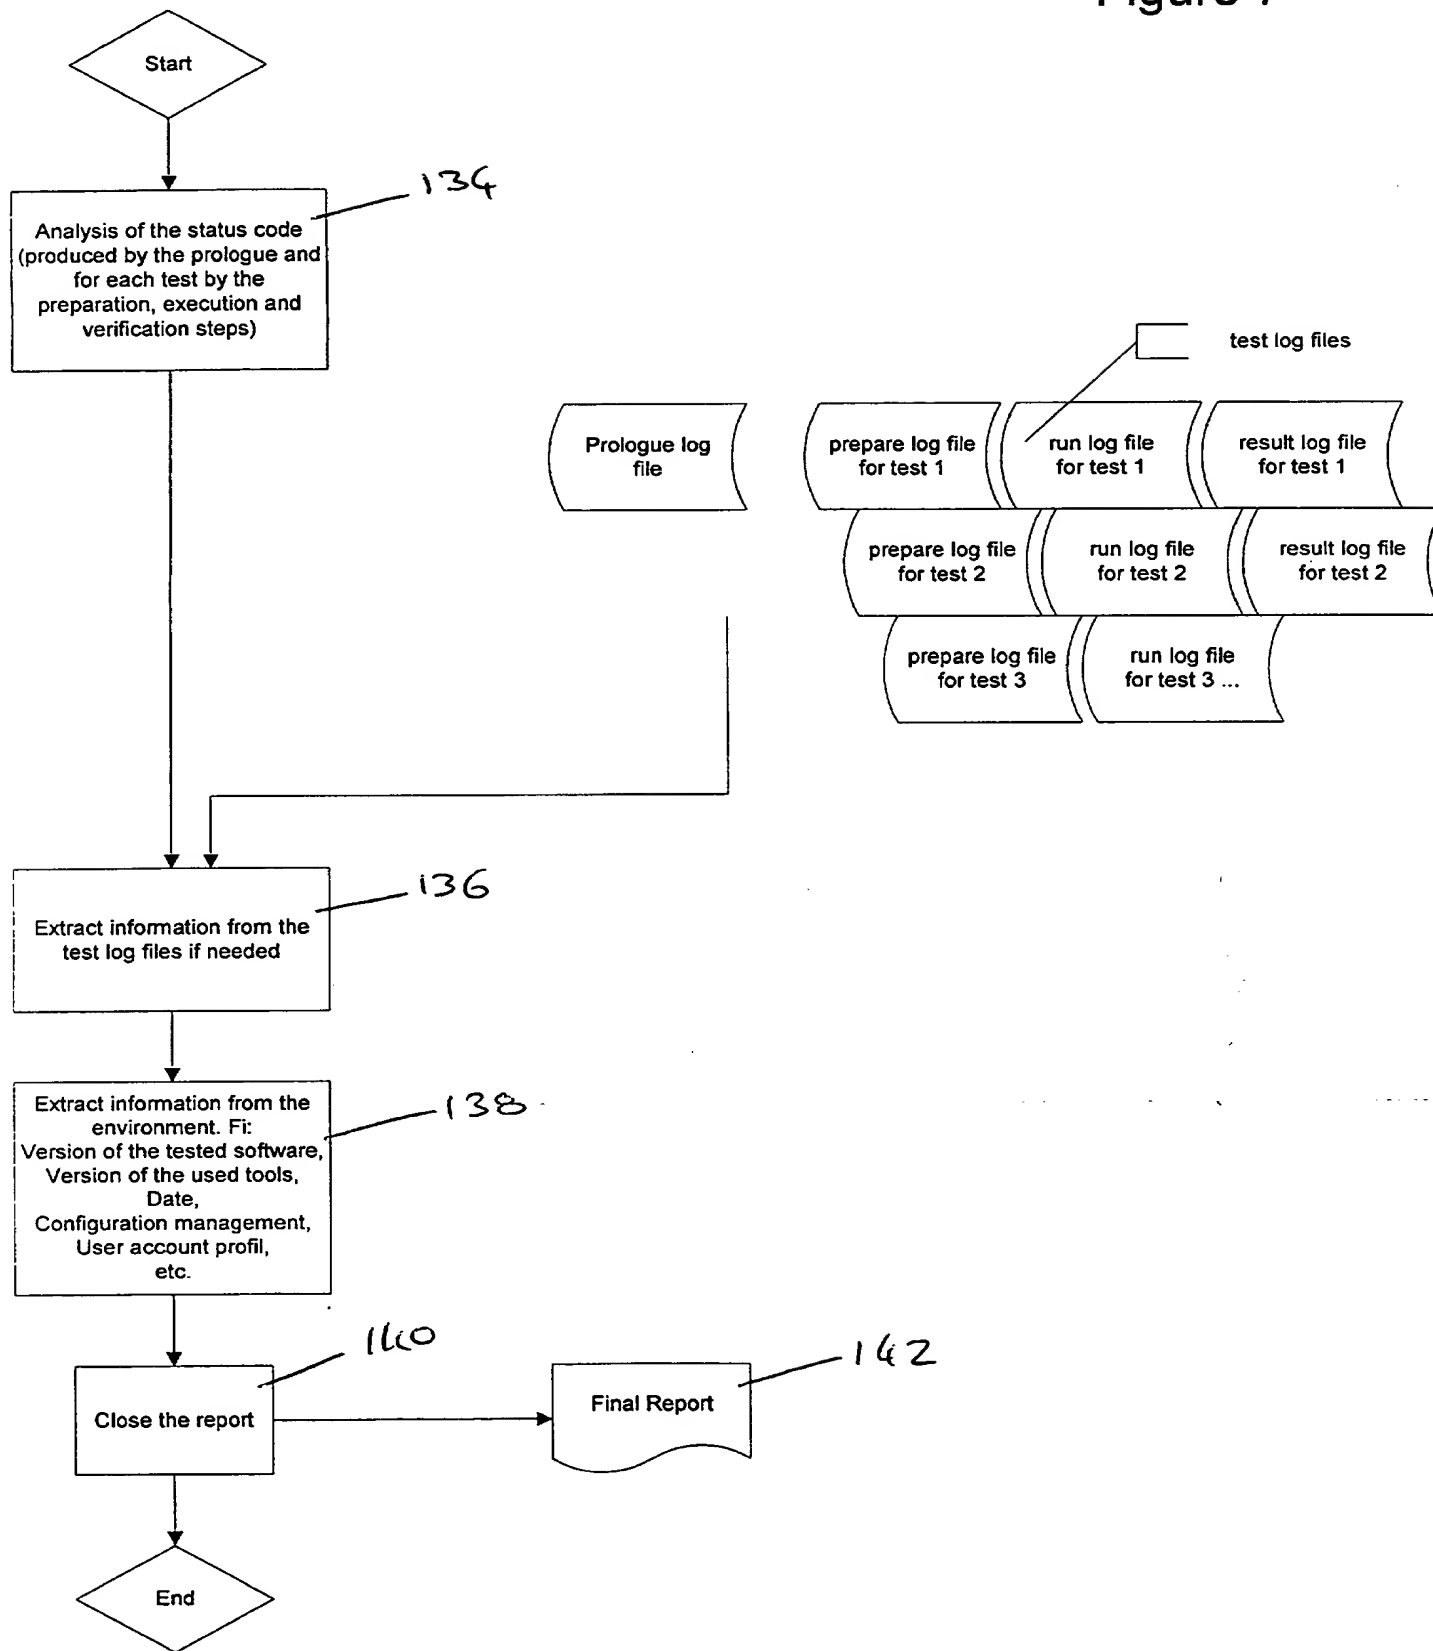 Start
134
Analysis of the status code
(produced by the prologue and
for each test by the
preparation, execution and
verification steps)
test log files
Prologue log
file
prepare log file
for test 1
run log file
for test 1
result log file
for test 1
prepare log file
for test 2
run log file
for test 2
result log file
for test 2
prepare log file
for test 3
run log file
for test 3 ...
136
Extract information from the
test log files if needed
138
Extract information from the
environment. Fi:
Version of the tested software,
Version of the used tools,
Date,
Configuration management,
User account profil,
etc.
140
Close the report
142
Final Report
End